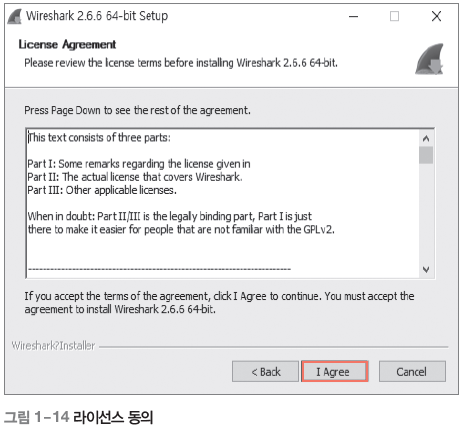 Wireshark 2.6.6 64-bit Setup
License Agreement
Please review the license terms before installing Wireshark 2.6.6 64-bit.
Press Page Down to see the rest of the agreement.
This text consists of three parts:
Part I: Some remarks regarding the license given in
Part II: The actual license that covers Wireshark.
Part III: Other applicable licenses.
When in doubt: Part II/III is the legally binding part, Part I is just
there to make it easier for people that are not familiar with the GPLv2.
-------------------------------------------------------------------------
If you accept the terms of the agreement, click I Agree to continue. You must accept the
agreement to install Wireshark 2.6.6 64-bit.
Wireshark?Installer
< Back I Agree Cancel
그림 1-14 라이선스 동의